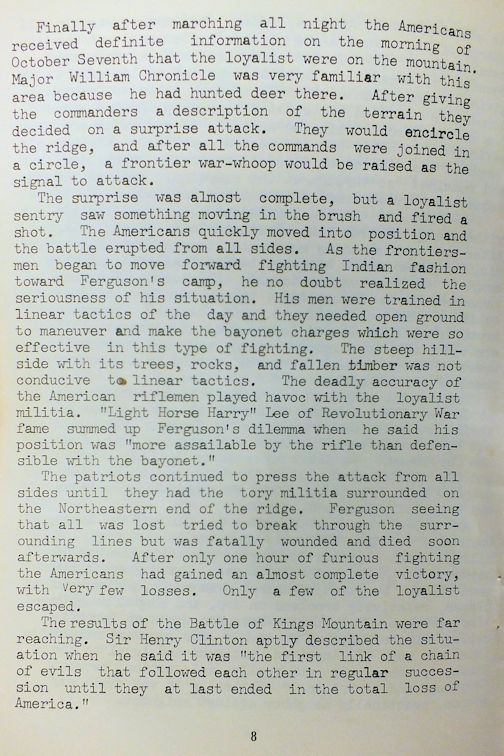 Finally after marching all night the Americans
received definite information on the morning of
October Seventh that the loyalist were on the mountain.
Major William Chronicle was very familiar with this
area because he had hunted deer there. After giving
the commanders a description of the terrain they
decided on a surprise attack. They would encircle
the ridge, and after all the commands were joined in
a circle, a frontier war-whoop would be raised as the
signal to attack.
The surprise was almost complete, but a loyalist
sentry saw something moving in the brush and fired a
shot. The Americans quickly moved into position and
the battle erupted from all sides. As the frontiers-
men began to move forward fighting Indian fashion
toward Ferguson's camp, he no doubt realized the
seriousness of his situation. His men were trained in
linear tactics of the day and they needed open ground
to maneuver and make the bayonet charges which were so
effective in this type of fighting. The steep hill-
side with its trees, rocks, and fallen timber was not
conducive to linear tactics. The deadly accuracy of
the American riflemen played havoc with the loyalist
militia. "Light Horse Harry" Lee of Revolutionary War
fame summed up Ferguson's dilemma when he said his
position was "more assailable by the rifle than defen-
sible with the bayonet."
The patriots continued to press the attack from all
sides until they had the tory militia surrounded on
the Northeastern end of the ridge. Ferguson seeing
that all was lost tried to break through the surr-
ounding lines but was fatally wounded and died soon
afterwards. After only one hour of furious fighting
the Americans had gained an almost complete victory,
with very few losses. Only a few of the loyalist
escaped.
The results of the Battle of Kings Mountain were far
reaching. Sir Henry Clinton aptly described the situ-
ation when he said it was "the first link of a chain
of evils that followed each other in regular succes-
sion until they at last ended in the total loss of
America."
8